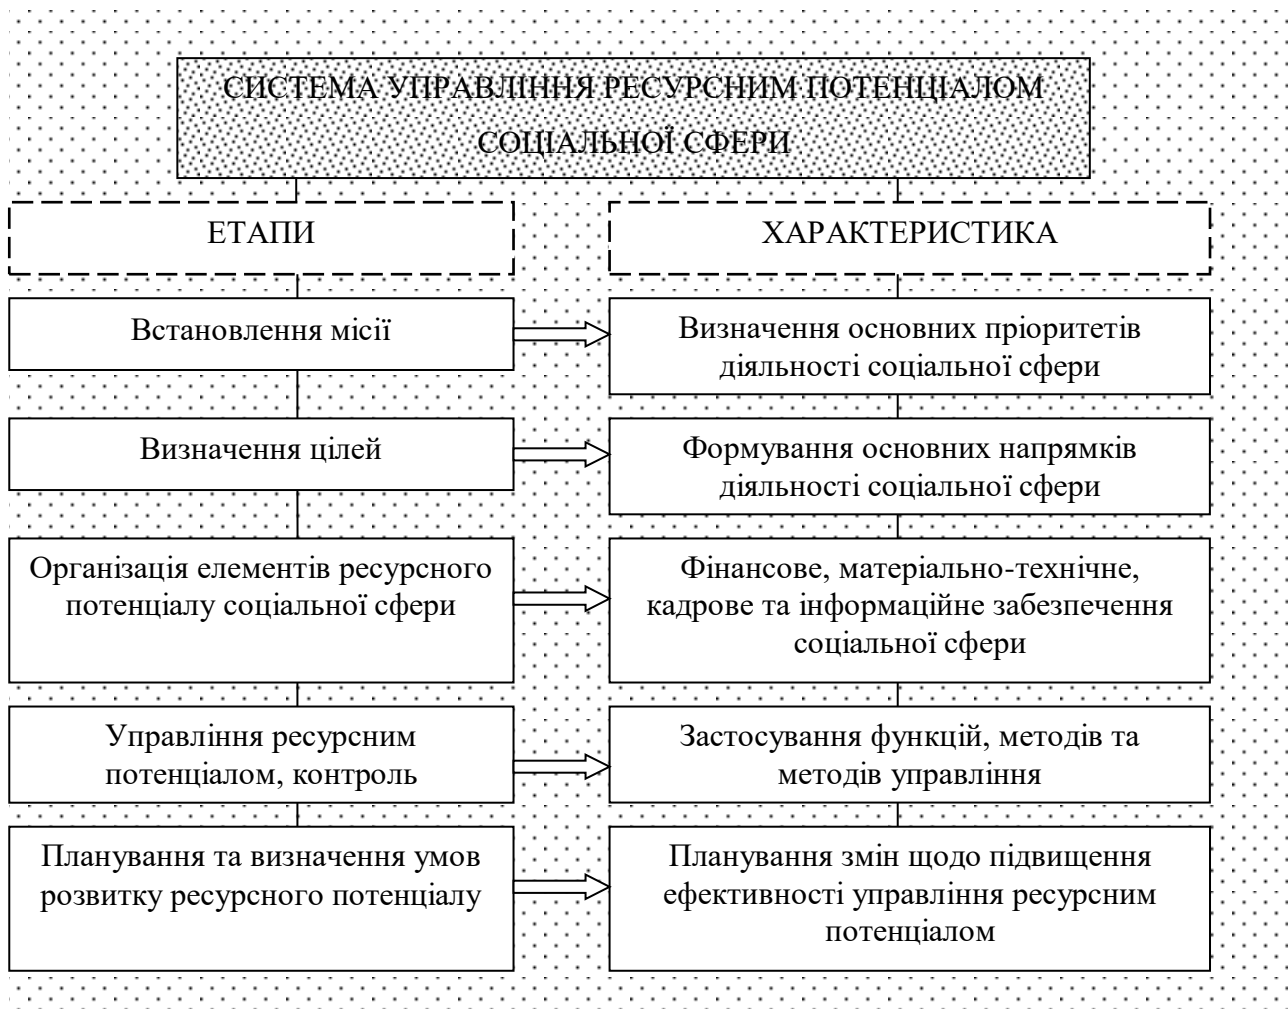 СИСТЕМА УПРАВЛІННЯ РЕСУРСНИМ ПОТЕНЦІАЛОМ
СОЦІАЛЬНОЇ СФЕРИ
ЕТАПИ
ХАРАКТЕРИСТИКА
Встановлення місії
Визначення основних пріоритетів
діяльності соціальної сфери
Визначення цілей
Формування основних напрямків
діяльності соціальної сфери
Організація елементів ресурсного
потенціалу соціальної сфери
Фінансове, матеріально-технічне,
кадрове та інформаційне забезпечення
соціальної сфери
Управління ресурсним
потенціалом, контроль
Застосування функцій, методів та
методів управління
Планування та визначення умов
розвитку ресурсного потенціалу
Планування змін щодо підвищення
ефективності управління ресурсним
потенціалом